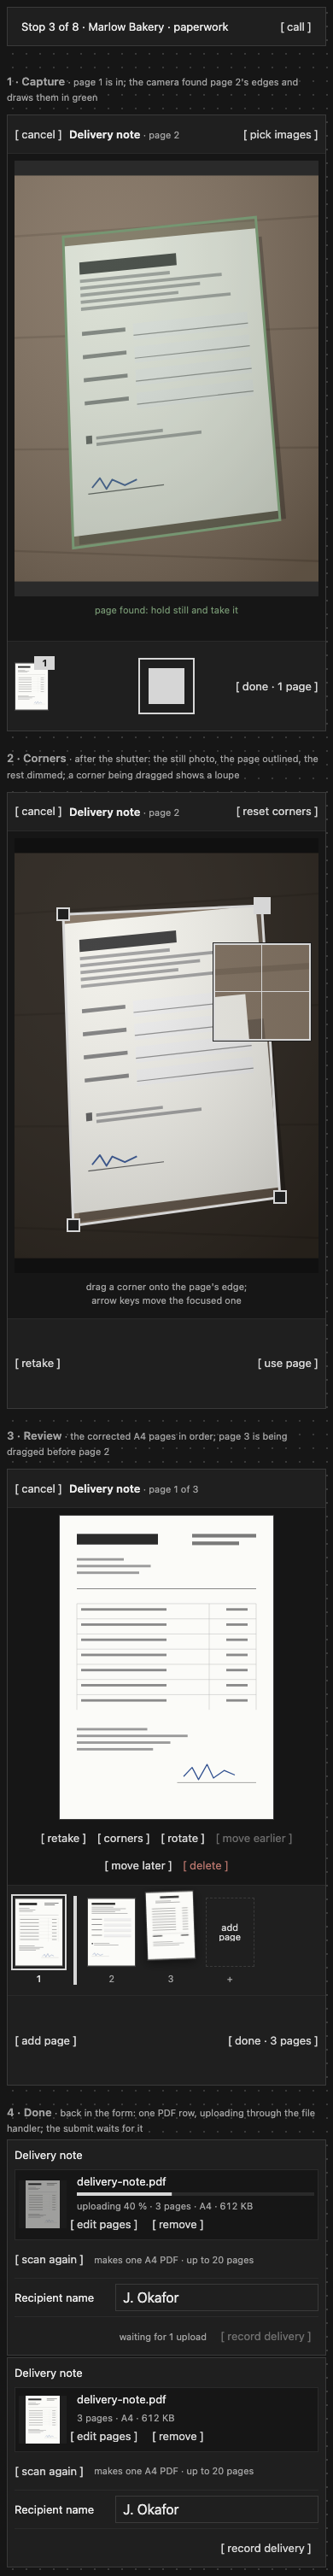 Stop 3 of 8 · Marlow Bakery · paperwork [ call ]
1 · Capture · page 1 is in; the camera found page 2's edges and
draws them in green
[ cancel ] Delivery note · page 2 [ pick images ]
page found: hold still and take it
1
[ done · 1 page ]
2 · Corners · after the shutter: the still photo, the page outlined, the
rest dimmed; a corner being dragged shows a loupe
[ cancel ] Delivery note · page 2 [ reset corners ]
drag a corner onto the page's edge;
arrow keys move the focused one
[ retake ] [ use page ]
3 · Review · the corrected A4 pages in order; page 3 is being
dragged before page 2
[ cancel ] Delivery note · page 1 of 3
[ retake ] [ corners ] [ rotate ] [ move earlier ]
[ move later ] [ delete ]
add
page
1 2 3 +
[ add page ] [ done · 3 pages ]
4 · Done · back in the form: one PDF row, uploading through the file
handler; the submit waits for it
Delivery note
delivery-note.pdf
uploading 40 % · 3 pages · A4 · 612 KB
[ edit pages ] [ remove ]
[ scan again ] makes one A4 PDF · up to 20 pages
Recipient name J. Okafor
waiting for 1 upload [ record delivery ]
Delivery note
delivery-note.pdf
3 pages · A4 · 612 KB
[ edit pages ] [ remove ]
[ scan again ] makes one A4 PDF · up to 20 pages
Recipient name J. Okafor
[ record delivery ]